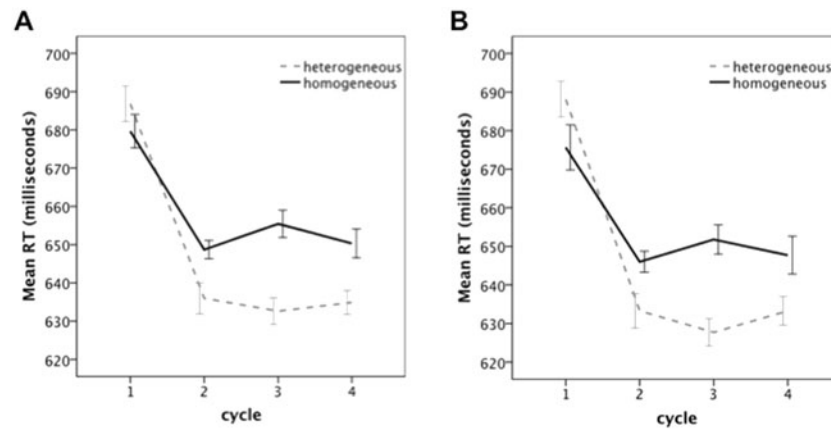 A
Mean RT (milliseconds)
700
690
680
670
660
650
640
630
620
heterogeneous
homogeneous
1 2 3 4
cycle
B
Mean RT (milliseconds)
700
690
680
670
660
650
640
630
620
heterogeneous
homogeneous
1 2 3 4
cycle